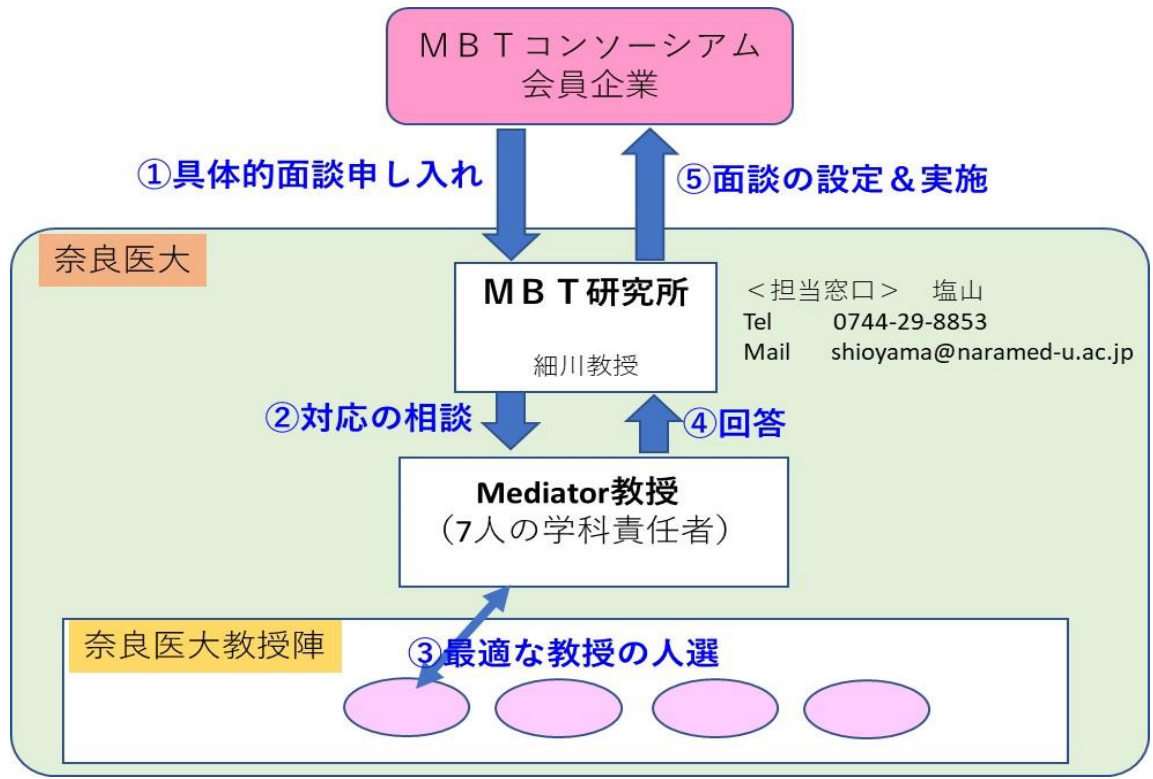 ＭＢＴコンソーシアム
会員企業
①具体的面談申し入れ
⑤面談の設定＆実施
奈良医大
ＭＢＴ研究所
細川教授
＜担当窓口＞　塩山
Tel 0744-29-8853
Mail shioyama@naramed-u.ac.jp
②対応の相談
④回答
Mediator教授
（7人の学科責任者）
奈良医大教授陣
③最適な教授の人選